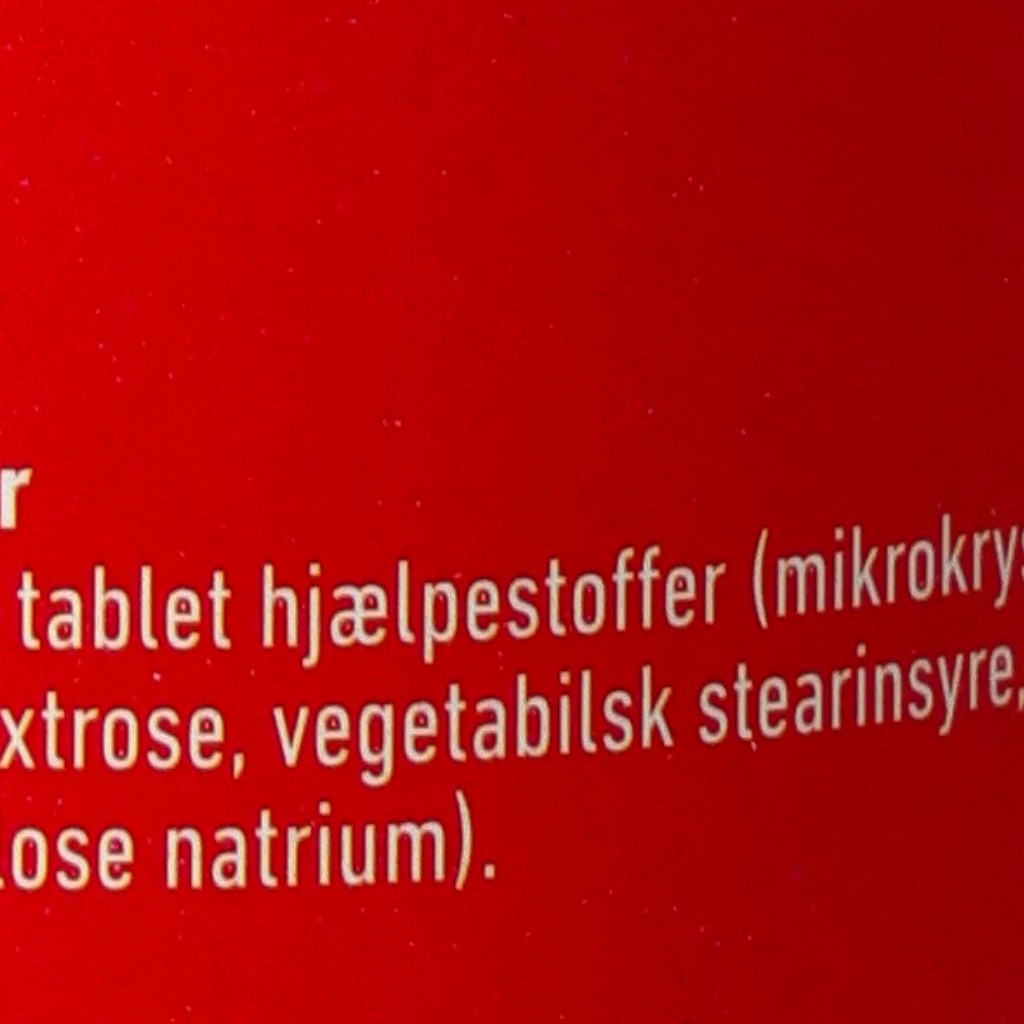 r
tablet hjælpestoffer (mikrokrys
xtrose, vegetabilsk stearinsyre,
lose natrium).